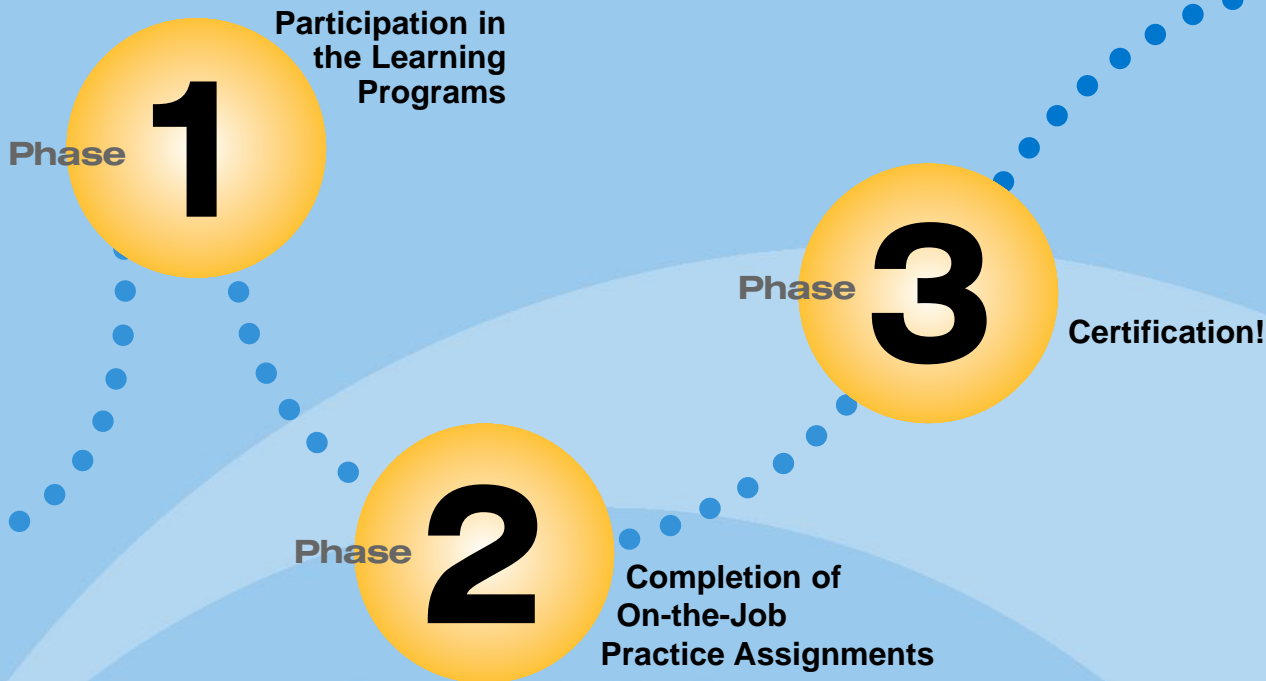 Participation in
the Learning
Programs
Phase 1
Phase 2
Completion of
On-the-Job
Practice Assignments
Phase 3
Certification!